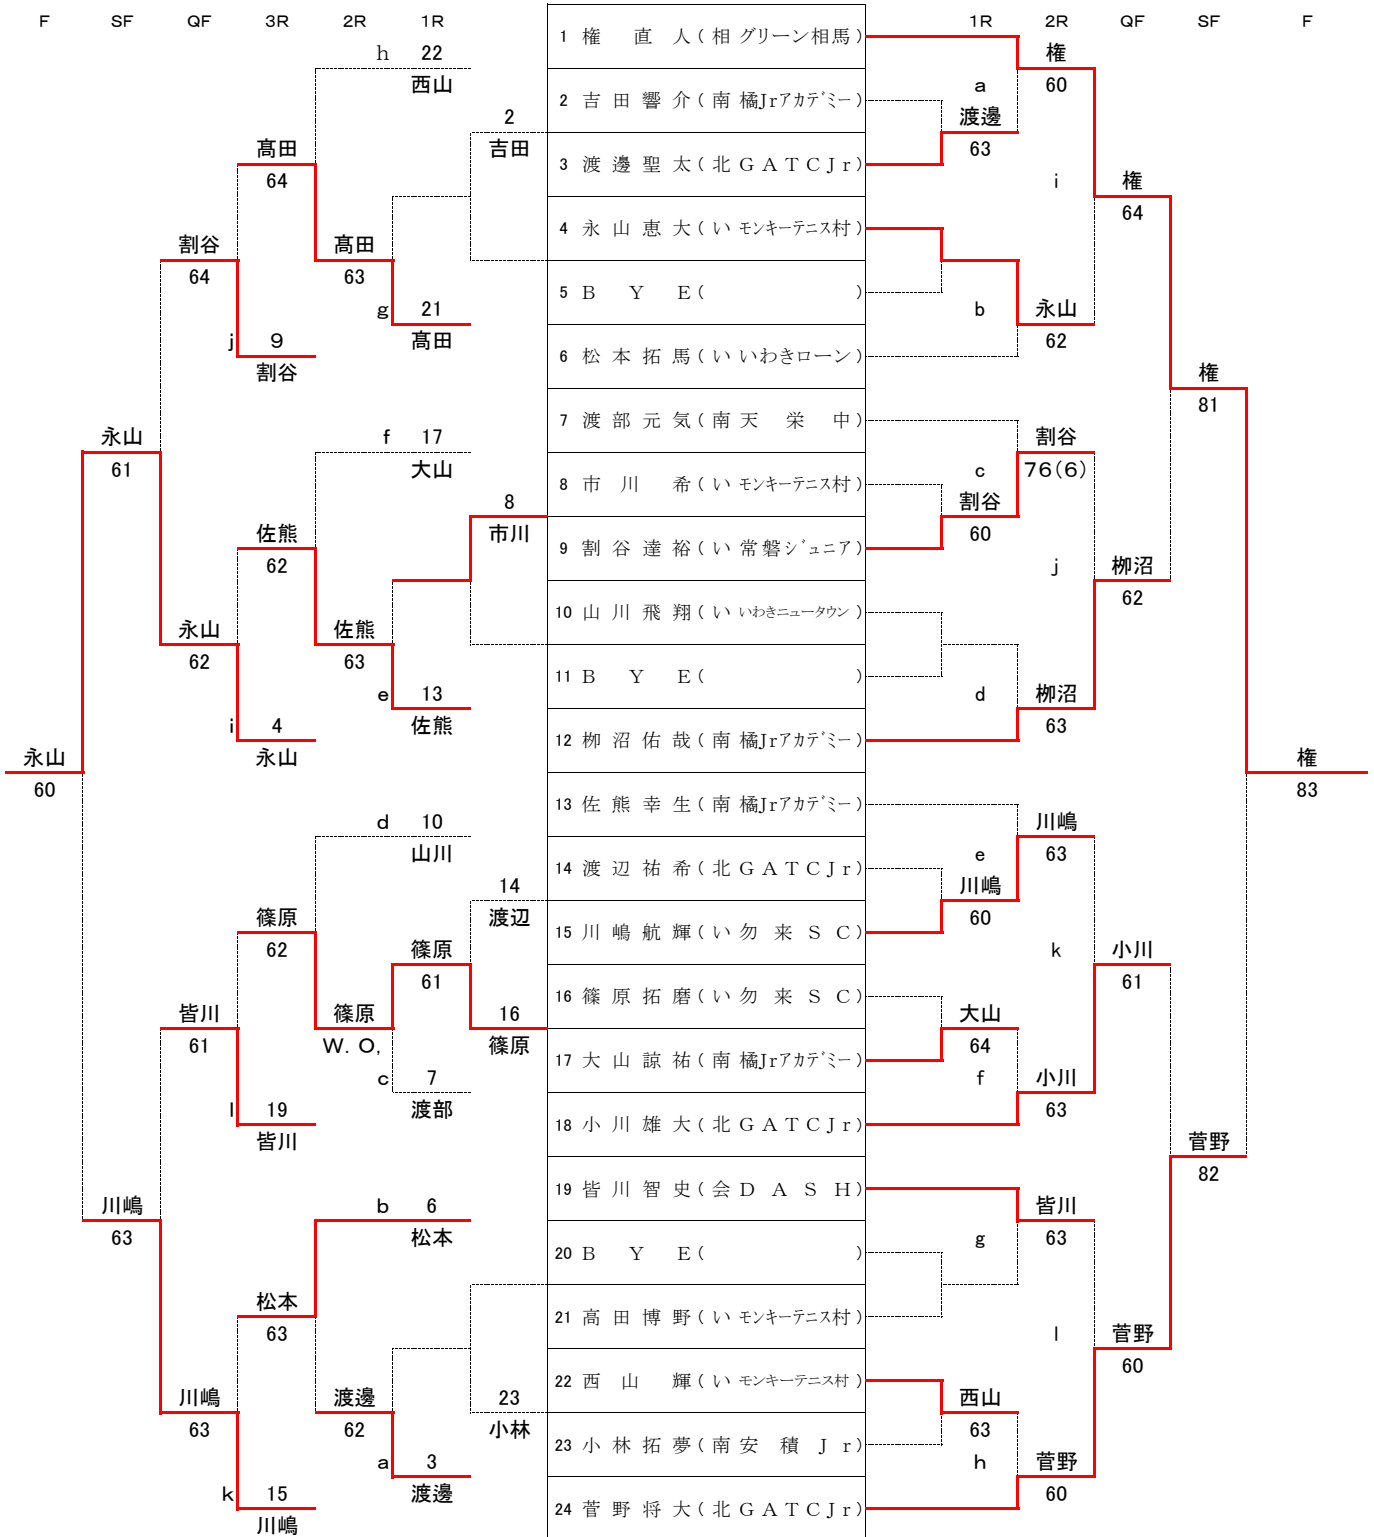 F SF QF 3R 2R 1R 1R 2R QF SF F
1 権 直 人 ( 相 グリーン相馬 )
h 22 権
西山 a 60
2 吉 田 響 介 ( 南 橘Jrアカデミー )
2 渡邊
吉田 63
髙田 3 渡 邊 聖 太 ( 北 G A T C J r )
64 i 権
64
4 永 山 恵 大 ( い モンキーテニス村 )
割谷 髙田
64 63
5 B Y E ( )
g 21 b 永山
髙田 62
j 9 6 松 本 拓 馬 ( い いわきローン )
割谷 権
81
7 渡 部 元 気 ( 南 天 栄 中 )
永山 f 17 割谷
61 大山 c 76(6)
8 市 川 希 ( い モンキーテニス村 )
8 割谷
市川 60
佐熊 9 割 谷 達 裕 ( い 常磐ジュニア )
62 j 栁沼
62
10 山 川 飛 翔 ( い いわきニュータウン )
永山 佐熊
62 63
11 B Y E ( )
e 13 d 栁沼
佐熊 63
i 4 12 栁 沼 佑 哉 ( 南 橘Jrアカデミー )
永山 永山 権
60 83
13 佐 熊 幸 生 ( 南 橘Jrアカデミー )
d 10 川嶋
山川 e 63
14 渡 辺 祐 希 ( 北 G A T C J r )
14 川嶋
渡辺 60
篠原 15 川 嶋 航 輝 ( い 勿 来 S C )
62 篠原 k 小川
61 61
16 篠 原 拓 磨 ( い 勿 来 S C )
皆川 篠原 16 大山
61 W. O, 篠原 64
17 大 山 諒 祐 ( 南 橘Jrアカデミー )
c 7 f 小川
渡部 63
l 19 18 小 川 雄 大 ( 北 G A T C J r )
皆川 菅野
82
19 皆 川 智 史 ( 会 D A S H )
川嶋 b 6 皆川
63 松本 g 63
20 B Y E ( )
松本 21 高 田 博 野 ( い モンキーテニス村 )
63 l 菅野
60
22 西 山 輝 ( い モンキーテニス村 )
川嶋 渡邊 23 西山
63 62 小林 63
23 小 林 拓 夢 ( 南 安 積 J r )
a 3 h 菅野
渡邊 60
k 15 24 菅 野 将 大 ( 北 G A T C J r )
川嶋